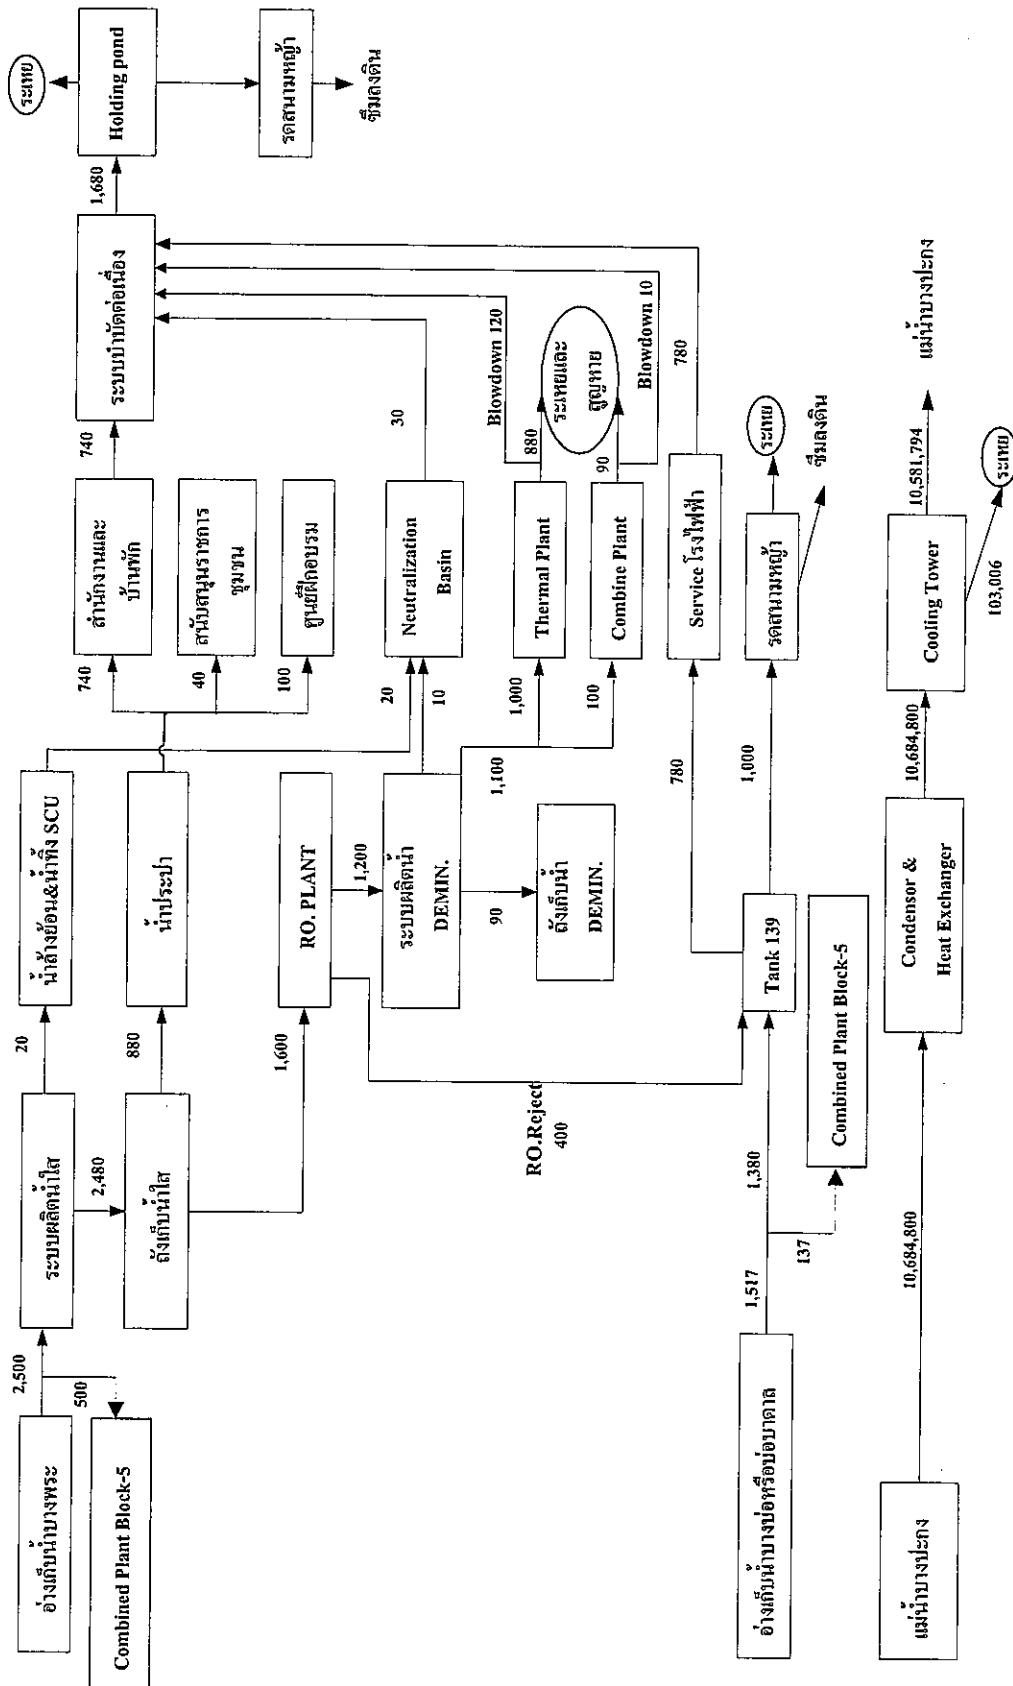 อ่างเก็บน้ำบางพระ
2,500
500
Combined Plant Block-5
ระบบผลิตน้ำใส
20
น้ำล้างย้อน&น้ำทิ้ง SCU
2,480
ถังเก็บน้ำใส
880
น้ำประปา
1,600
RO. PLANT
1,200
ระบบผลิตน้ำ
DEMIN.
90
ถังเก็บน้ำ
DEMIN.
RO.Reject
400
740
สำนักงานและ
บ้านพัก
740
40
สนับสนุนราชการ
ชุมชน
100
ศูนย์ฝึกอบรม
20
10
Neutralization
Basin
30
1,100
1,000
Thermal Plant
880
Blowdown 120
ระเหยและ
สูญหาย
100
Combine Plant
90
Blowdown 10
ระบบบำบัดต่อเนื่อง
1,680
Holding pond
ระเหย
รดสนามหญ้า
ซึมลงดิน
อ่างเก็บน้ำบางบ่อหรือบ่อบาดาล
1,517
137
Combined Plant Block-5
1,380
Tank 139
780
Service โรงไฟฟ้า
780
1,000
รดสนามหญ้า
ระเหย
ซึมลงดิน
แม่น้ำบางปะกง
10,684,800
Condensor &
Heat Exchanger
10,684,800
Cooling Tower
10,581,794
แม่น้ำบางปะกง
103,006
ระเหย